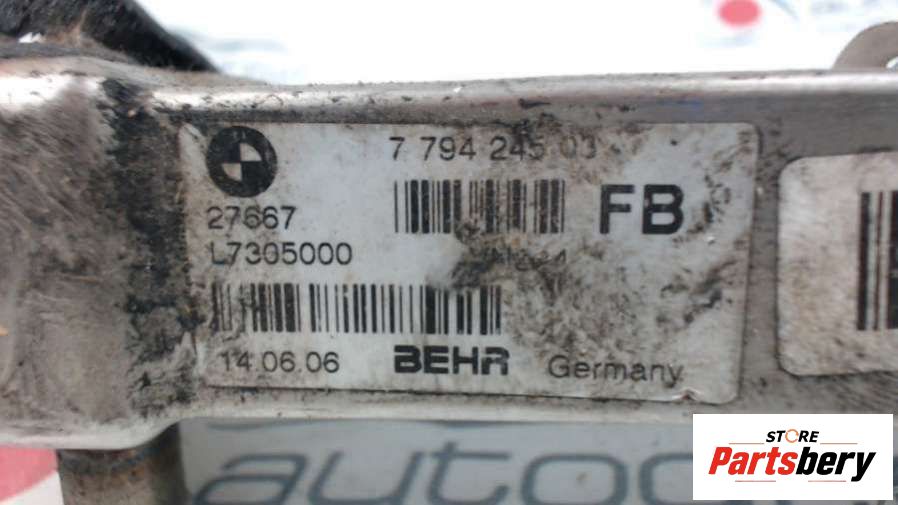 7 794 245 03
27667
FB
L7305000
14.06.06
BEHR
Germany
STORE
Partsbery